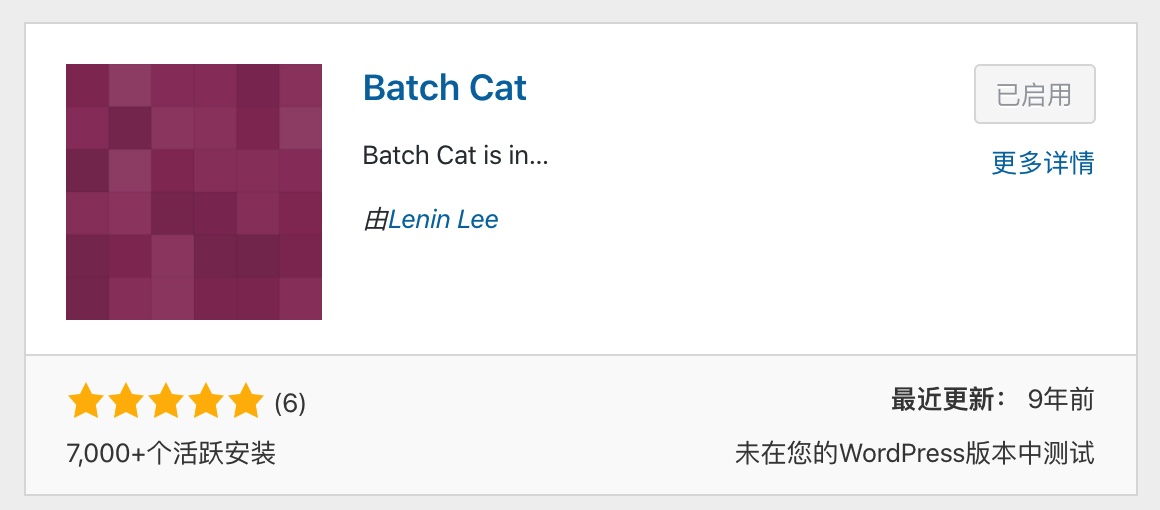 Batch Cat
已启用
Batch Cat is in...
更多详情
由Lenin Lee
(6)
最近更新： 9年前
7,000+个活跃安装
未在您的WordPress版本中测试